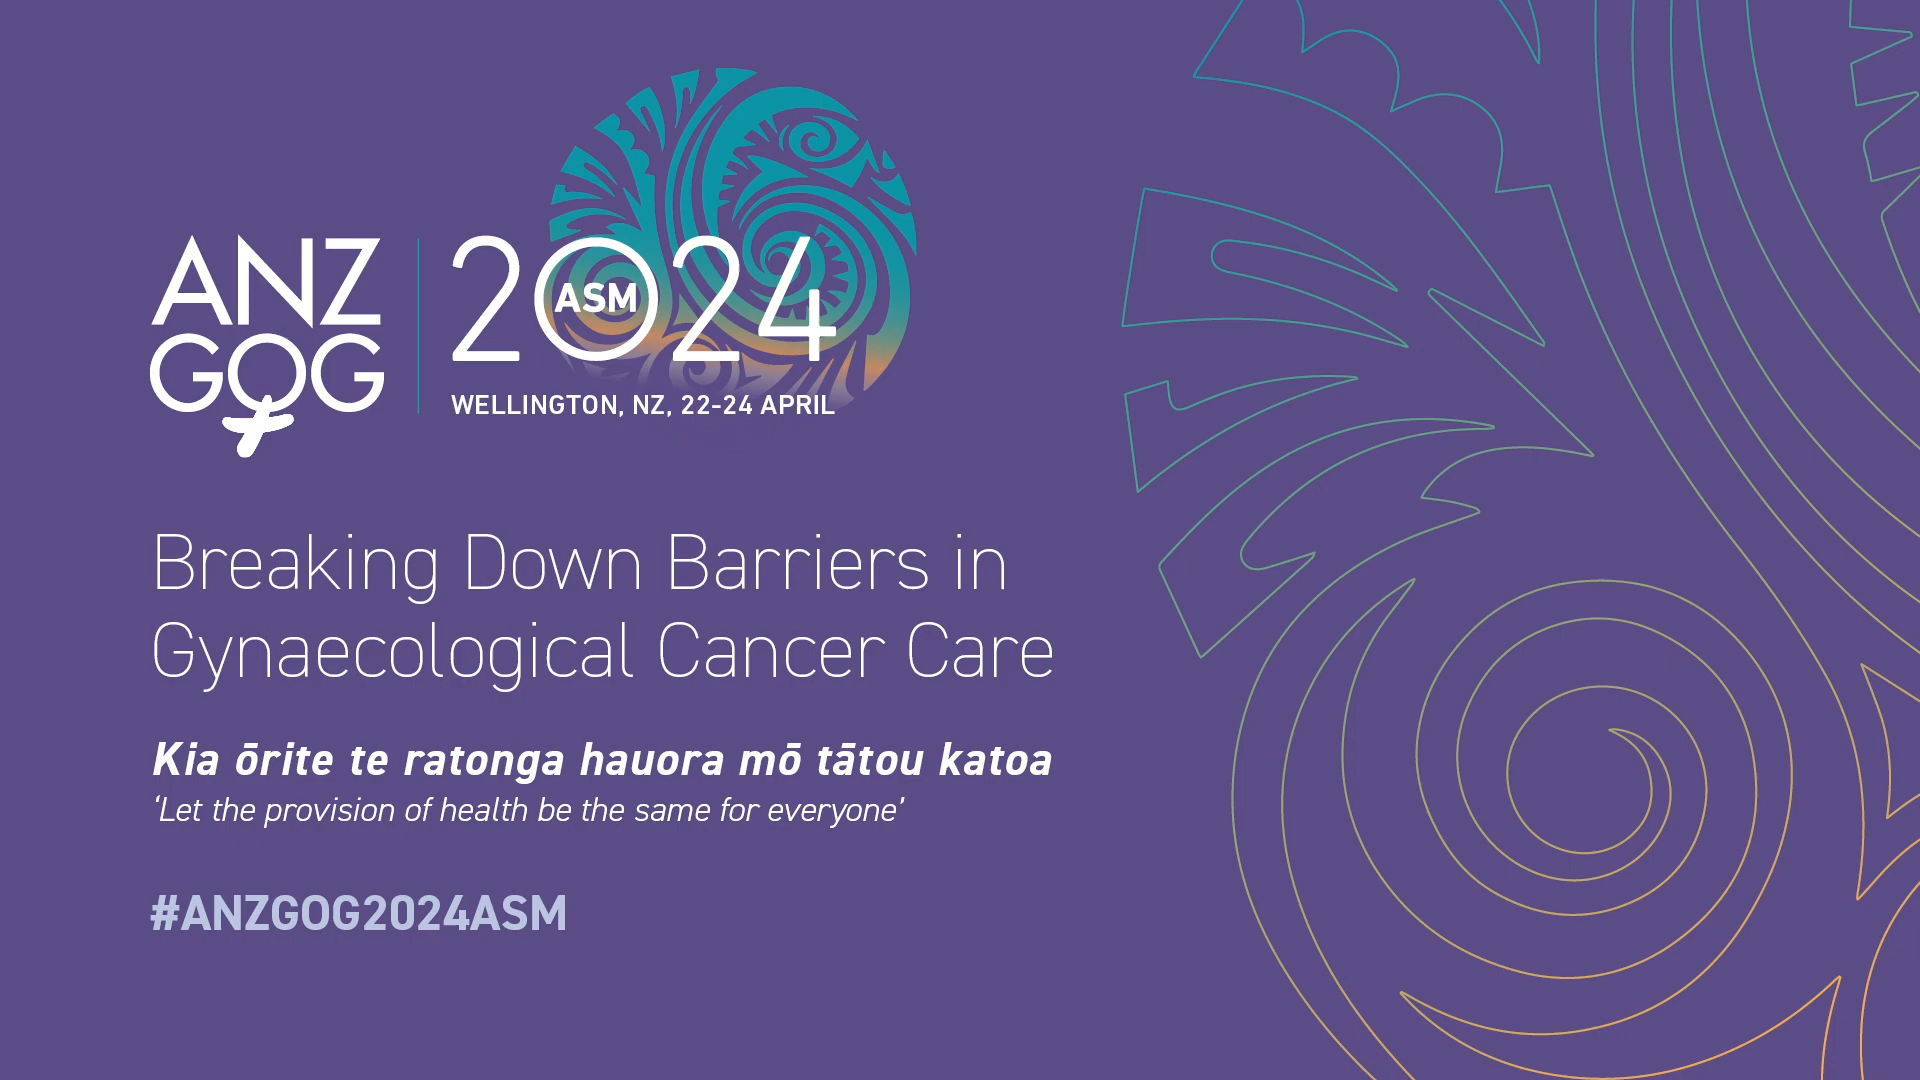 ANZ
GOG
2024
ASM
WELLINGTON, NZ, 22-24 APRIL
Breaking Down Barriers in
Gynaecological Cancer Care
Kia ōrite te ratonga hauora mō tātou katoa
‘Let the provision of health be the same for everyone’
#ANZGOG2024ASM